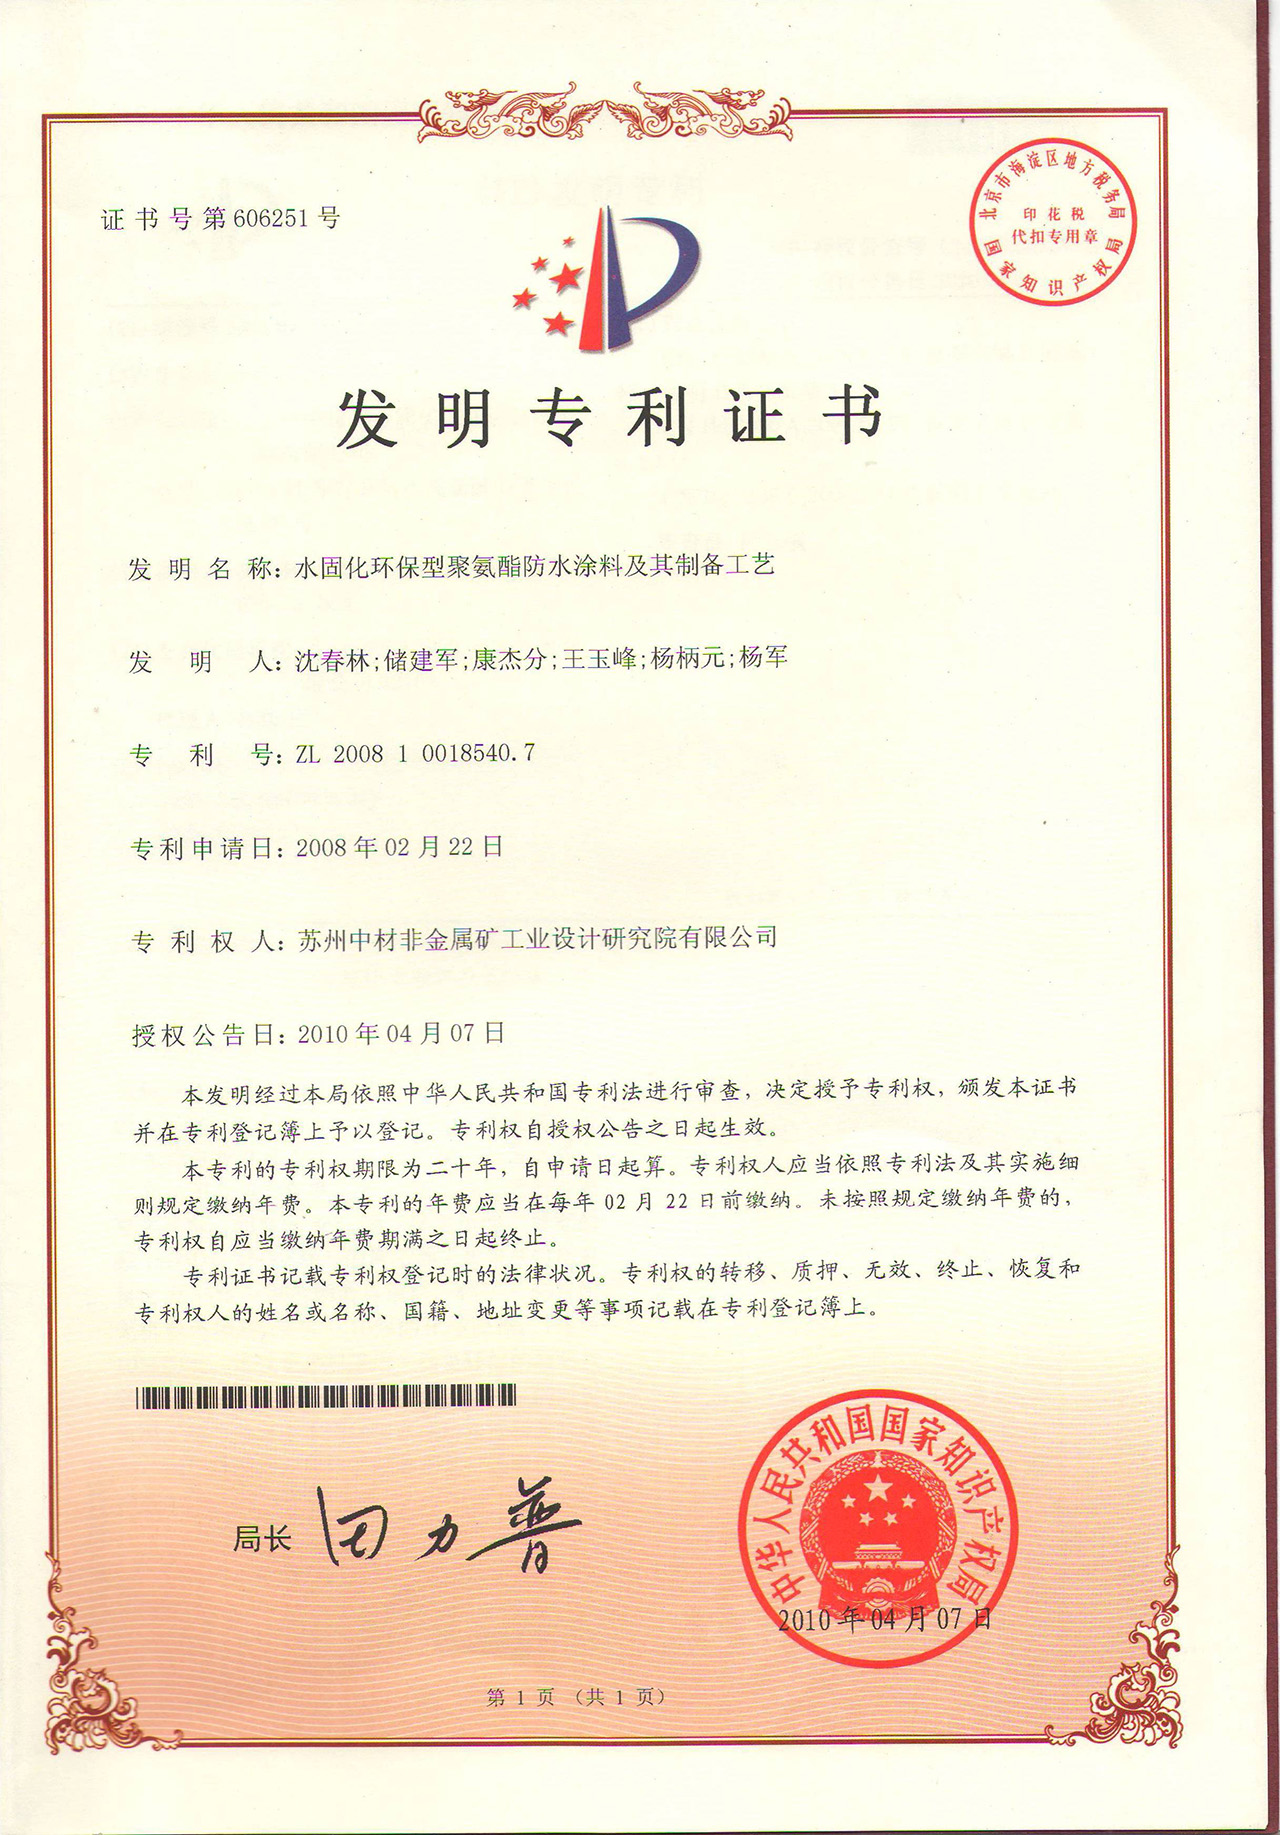 证书号第606251号
北京市海淀区地方税务局
印花税
代扣专用章
国家知识产权局
发明专利证书
发明名称：水固化环保型聚氨酯防水涂料及其制备工艺
发明人：沈春林;储建军;康杰分;王玉峰;杨柄元;杨军
专利号：ZL 2008 1 0018540.7
专利申请日：2008年02月22日
专利权人：苏州中材非金属矿工业设计研究院有限公司
授权公告日：2010年04月07日
本发明经过本局依照中华人民共和国专利法进行审查，决定授予专利权，颁发本证书
并在专利登记簿上予以登记。专利权自授权公告之日起生效。
本专利的专利权期限为二十年，自申请日起算。专利权人应当依照专利法及其实施细
则规定缴纳年费。本专利的年费应当在每年02月22日前缴纳。未按照规定缴纳年费的，
专利权自应当缴纳年费期满之日起终止。
专利证书记载专利权登记时的法律状况。专利权的转移、质押、无效、终止、恢复和
专利权人的姓名或名称、国籍、地址变更等事项记载在专利登记簿上。
局长 田力普
中华人民共和国国家知识产权局
2010年04月07日
第1页（共1页）